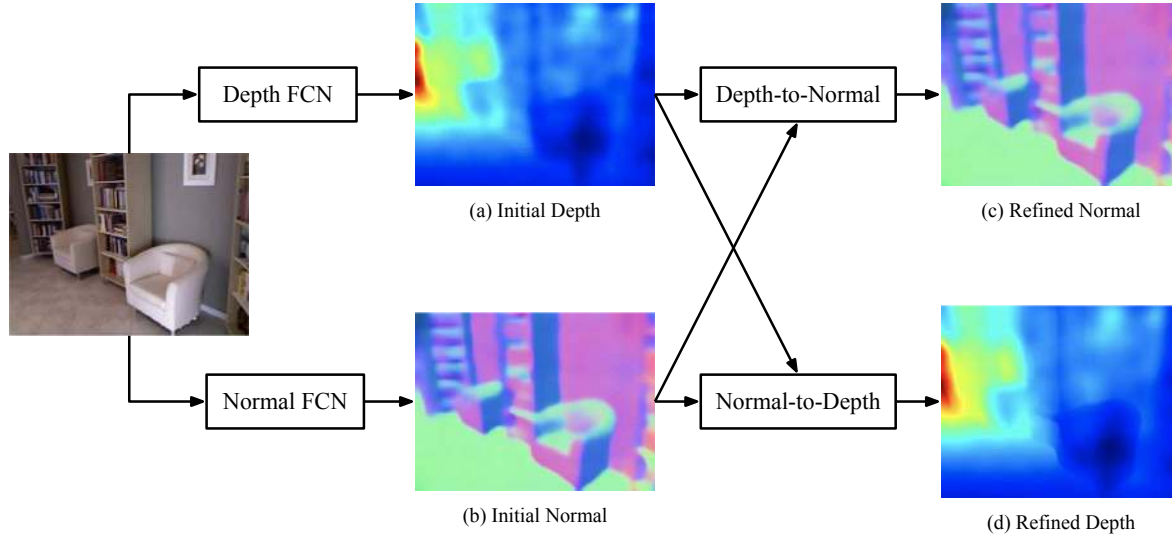 Depth FCN
Depth-to-Normal
(a) Initial Depth
(c) Refined Normal
Normal FCN
Normal-to-Depth
(b) Initial Normal
(d) Refined Depth